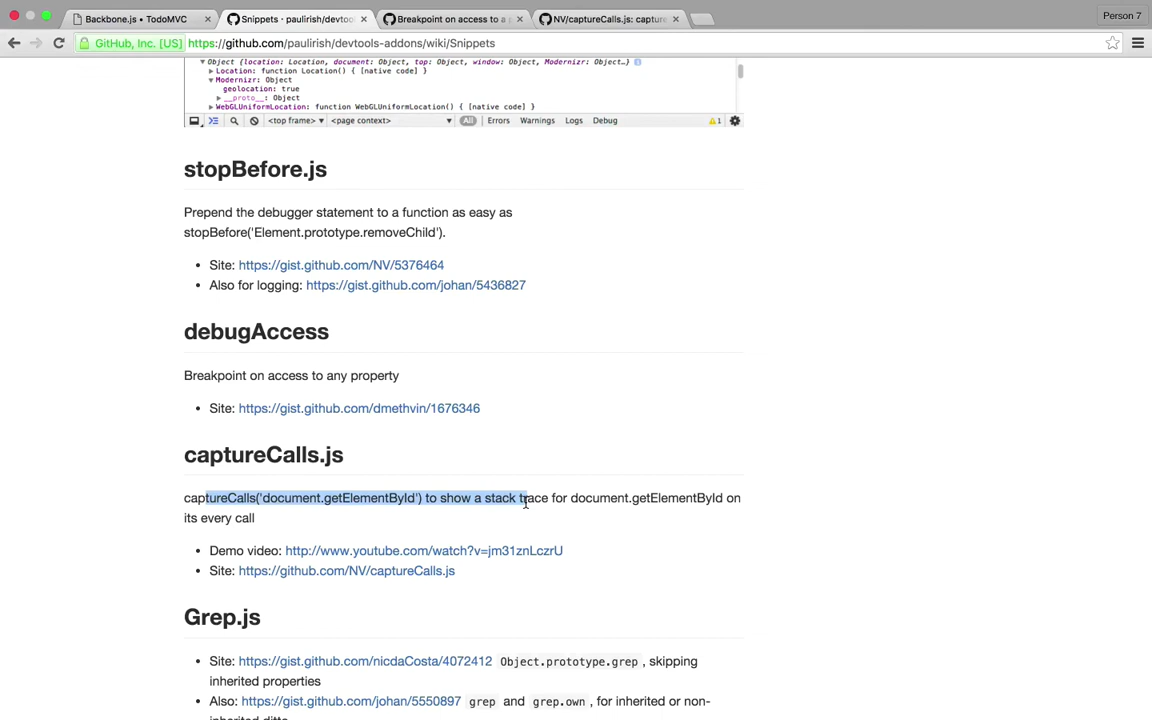 Backbone.js • TodoMVC
Snippets · paulirish/devtoo
Breakpoint on access to a p
NV/captureCalls.js: capture
Person 7
GitHub, Inc. [US] https://github.com/paulirish/devtools-addons/wiki/Snippets
▼Object {location: Location, document: Object, top: Object, window: Object, Modernizr: Object…}
▶Location: function Location() { [native code] }
▼Modernizr: Object
geolocation: true
▶__proto__: Object
▶WebGLUniformLocation: function WebGLUniformLocation() { [native code] }
<top frame> ▼ <page context> ▼ All Errors Warnings Logs Debug 1
stopBefore.js
Prepend the debugger statement to a function as easy as
stopBefore('Element.prototype.removeChild').
• Site: https://gist.github.com/NV/5376464
• Also for logging: https://gist.github.com/johan/5436827
debugAccess
Breakpoint on access to any property
• Site: https://gist.github.com/dmethvin/1676346
captureCalls.js
captureCalls('document.getElementById') to show a stack trace for document.getElementById on
its every call
• Demo video: http://www.youtube.com/watch?v=jm31znLczrU
• Site: https://github.com/NV/captureCalls.js
Grep.js
• Site: https://gist.github.com/nicdaCosta/4072412 Object.prototype.grep , skipping
inherited properties
• Also: https://gist.github.com/johan/5550897 grep and grep.own , for inherited or non-
inherited ditto